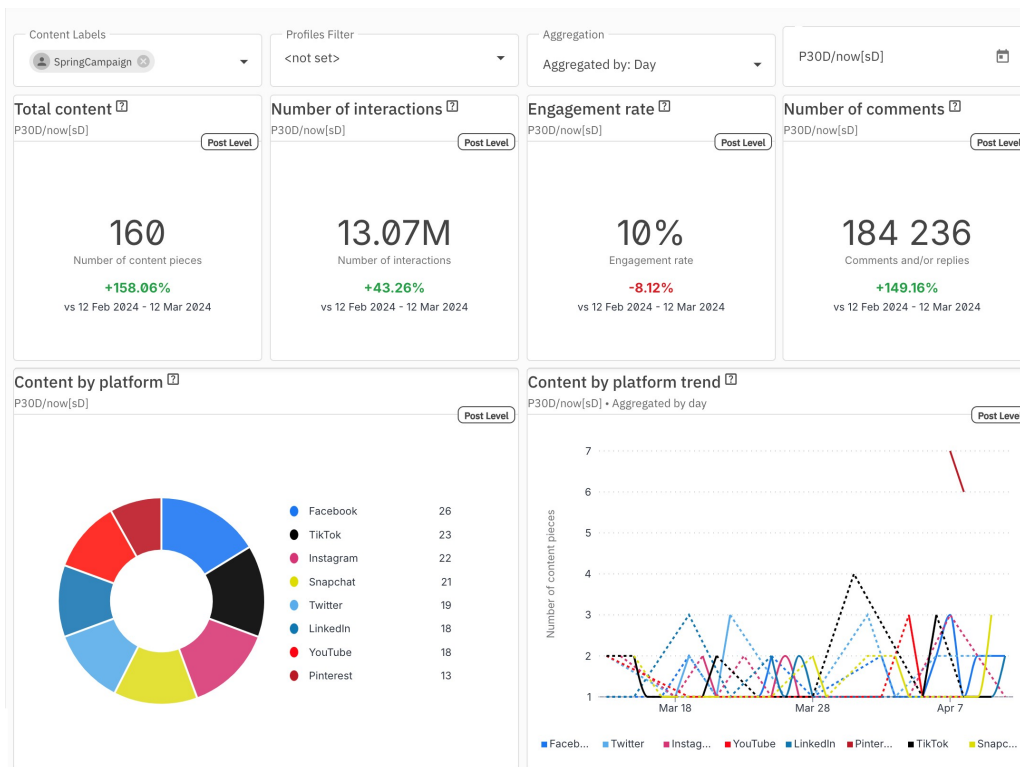 Content Labels
SpringCampaign
Profiles Filter
<not set>
Aggregation
Aggregated by: Day
P30D/now[sD]
Total content ?
P30D/now[sD]
Post Level
160
Number of content pieces
+158.06%
vs 12 Feb 2024 - 12 Mar 2024
Number of interactions ?
P30D/now[sD]
Post Level
13.07M
Number of interactions
+43.26%
vs 12 Feb 2024 - 12 Mar 2024
Engagement rate ?
P30D/now[sD]
Post Level
10%
Engagement rate
-8.12%
vs 12 Feb 2024 - 12 Mar 2024
Number of comments ?
P30D/now[sD]
Post Level
184 236
Comments and/or replies
+149.16%
vs 12 Feb 2024 - 12 Mar 2024
Content by platform ?
P30D/now[sD]
Post Level
Facebook 26
TikTok 23
Instagram 22
Snapchat 21
Twitter 19
LinkedIn 18
YouTube 18
Pinterest 13
Content by platform trend ?
P30D/now[sD] • Aggregated by day
Post Level
Number of content pieces
7
6
5
4
3
2
1
Mar 18 Mar 28 Apr 7
Faceb... Twitter Instag... YouTube LinkedIn Pinter... TikTok Snapc...